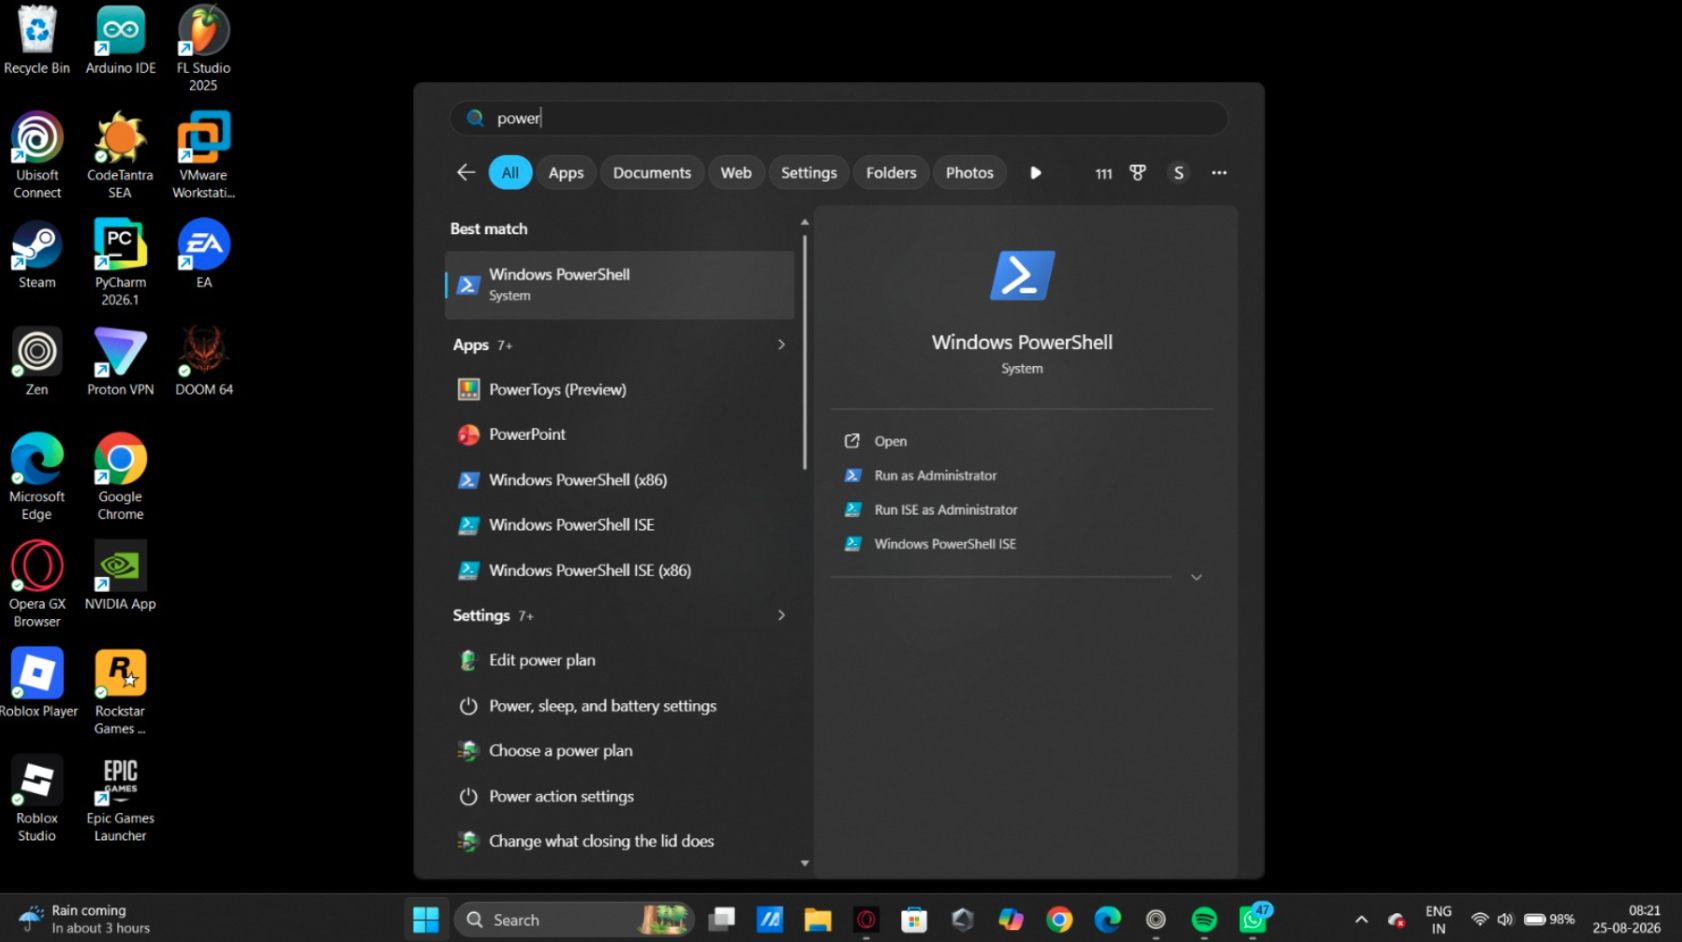 Recycle Bin
Arduino IDE
FL Studio
2025
Ubisoft
Connect
CodeTantra
SEA
VMware
Workstati...
Steam
PC
PyCharm
2026.1
EA
EA
Zen
Proton VPN
DOOM 64
Microsoft
Edge
Google
Chrome
Opera GX
Browser
NVIDIA App
Roblox Player
R
Rockstar
Games ...
Roblox
Studio
EPIC
GAMES
Epic Games
Launcher
power
All
Apps
Documents
Web
Settings
Folders
Photos
111
S
Best match
Windows PowerShell
System
Apps 7+
PowerToys (Preview)
PowerPoint
Windows PowerShell (x86)
Windows PowerShell ISE
Windows PowerShell ISE (x86)
Settings 7+
Edit power plan
Power, sleep, and battery settings
Choose a power plan
Power action settings
Change what closing the lid does
Windows PowerShell
System
Open
Run as Administrator
Run ISE as Administrator
Windows PowerShell ISE
Rain coming
In about 3 hours
Search
47
ENG
IN
98%
08:21
25-08-2026